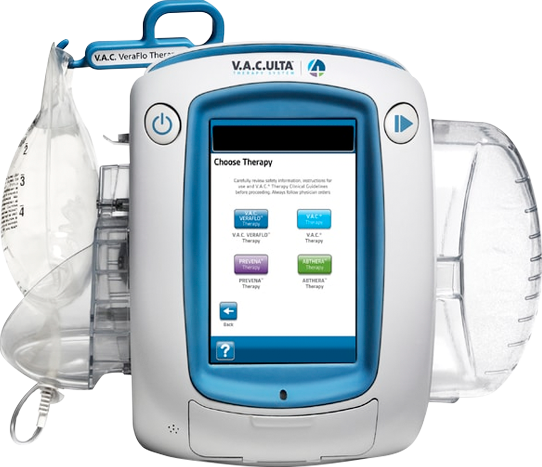 V.A.C. VeraFlo Ther
V.A.C.ULTA™
THERAPY SYSTEM
2
3
4
Choose Therapy
Carefully review safety information, instructions for
use and V.A.C.® Therapy Clinical Guidelines
before proceeding. Always follow physician orders.
V.A.C.
VERAFLO™
Therapy
V.A.C.®
Therapy
V.A.C. VERAFLO™
Therapy
V.A.C.®
Therapy
PREVENA™
Therapy
ABTHERA™
Therapy
PREVENA™
Therapy
ABTHERA™
Therapy
Back
?